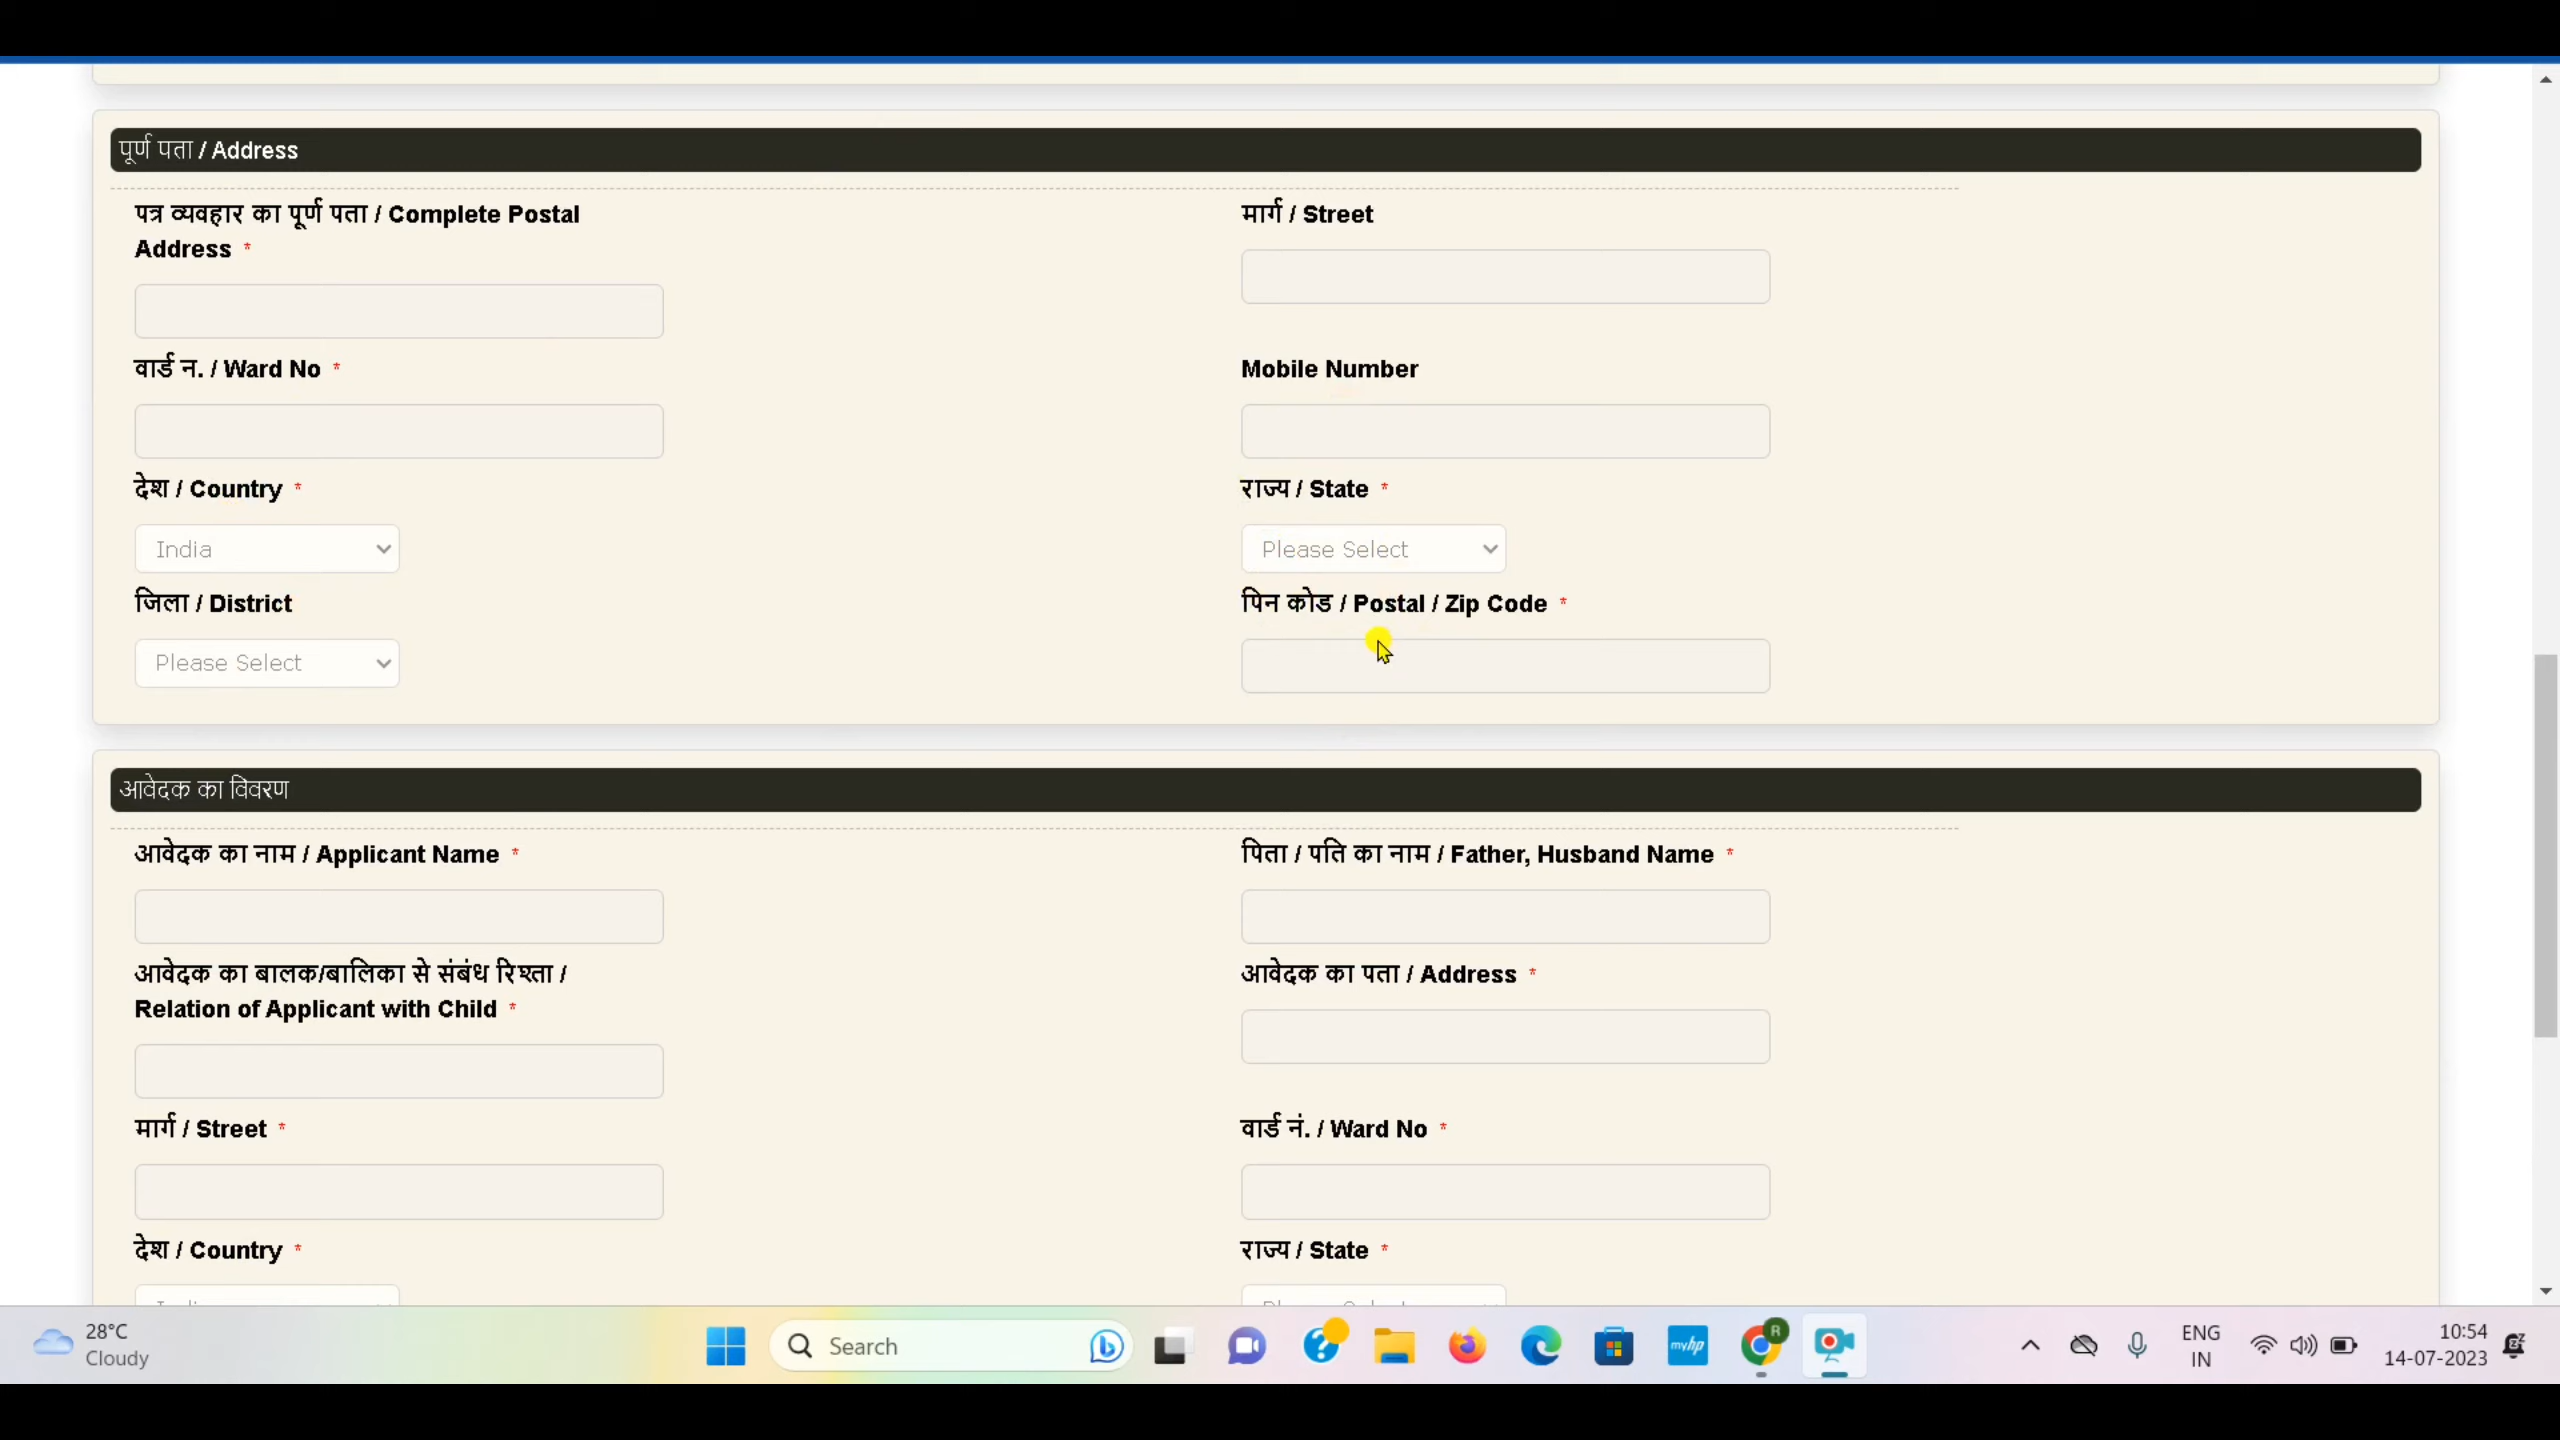 पूर्ण पता / Address
पत्र व्यवहार का पूर्ण पता / Complete Postal
Address *
मार्ग / Street
वार्ड न. / Ward No *
Mobile Number
देश / Country *
राज्य / State *
India
Please Select
जिला / District
पिन कोड / Postal / Zip Code *
Please Select
आवेदक का विवरण
आवेदक का नाम / Applicant Name *
पिता / पति का नाम / Father, Husband Name *
आवेदक का बालक/बालिका से संबंध रिश्ता /
Relation of Applicant with Child *
आवेदक का पता / Address *
मार्ग / Street *
वार्ड नं. / Ward No *
देश / Country *
राज्य / State *
28°C
Cloudy
Search
myhp
R
ENG
IN
10:54
14-07-2023